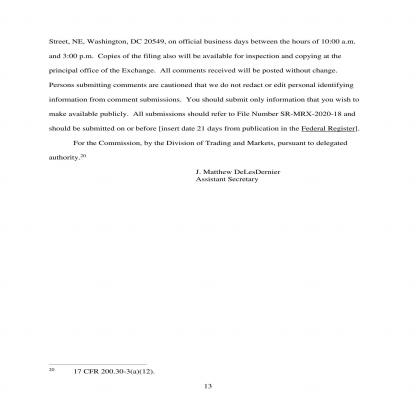 Street, NE, Washington, DC 20549, on official business days between the hours of 10:00 a.m.
and 3:00 p.m. Copies of the filing also will be available for inspection and copying at the
principal office of the Exchange. All comments received will be posted without change.
Persons submitting comments are cautioned that we do not redact or edit personal identifying
information from comment submissions. You should submit only information that you wish to
make available publicly. All submissions should refer to File Number SR-MRX-2020-18 and
should be submitted on or before [insert date 21 days from publication in the Federal Register].
For the Commission, by the Division of Trading and Markets, pursuant to delegated
authority.20
J. Matthew DeLesDernier
Assistant Secretary
20 17 CFR 200.30-3(a)(12).
13